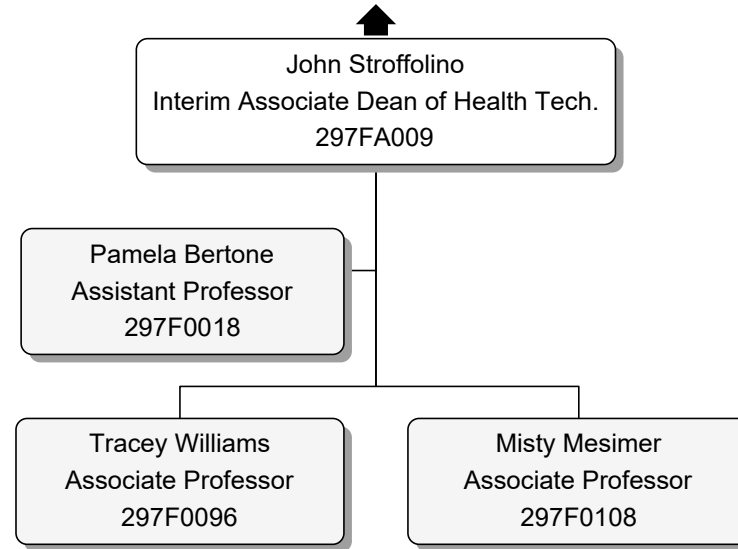 John Stroffolino
Interim Associate Dean of Health Tech.
297FA009
Pamela Bertone
Assistant Professor
297F0018
Tracey Williams
Associate Professor
297F0096
Misty Mesimer
Associate Professor
297F0108